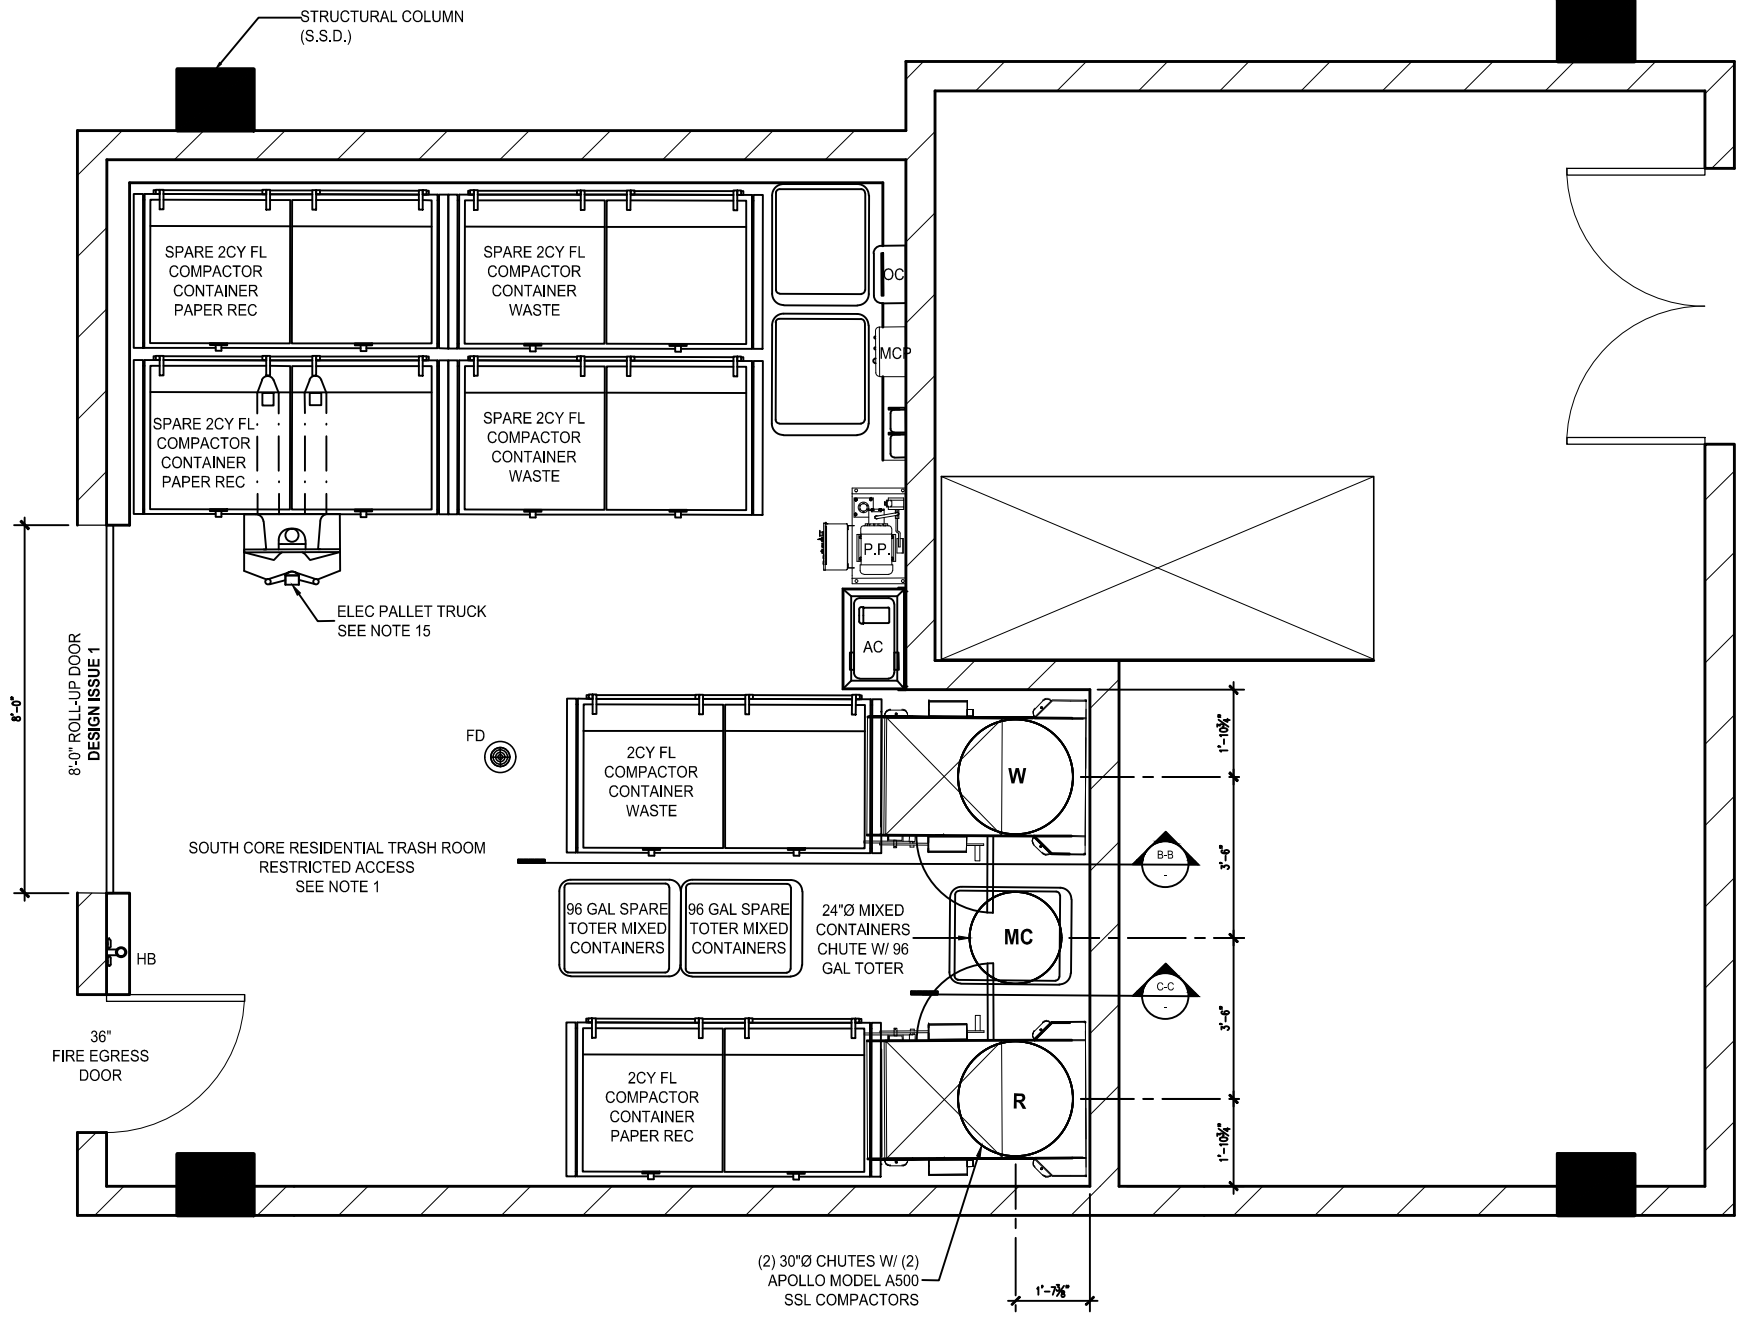 STRUCTURAL COLUMN
(S.S.D.)
SPARE 2CY FL
COMPACTOR
CONTAINER
PAPER REC
SPARE 2CY FL
COMPACTOR
CONTAINER
WASTE
OC
MCP
SPARE 2CY FL
COMPACTOR
CONTAINER
PAPER REC
SPARE 2CY FL
COMPACTOR
CONTAINER
WASTE
P.P.
ELEC PALLET TRUCK
SEE NOTE 15
AC
8'-0"
8'-0" ROLL-UP DOOR
DESIGN ISSUE 1
FD
2CY FL
COMPACTOR
CONTAINER
WASTE
W
1'-10¾"
3'-6"
B-B
-
SOUTH CORE RESIDENTIAL TRASH ROOM
RESTRICTED ACCESS
SEE NOTE 1
96 GAL SPARE
TOTER MIXED
CONTAINERS
96 GAL SPARE
TOTER MIXED
CONTAINERS
24"Ø MIXED
CONTAINERS
CHUTE W/ 96
GAL TOTER
MC
HB
C-C
-
3'-6"
36"
FIRE EGRESS
DOOR
2CY FL
COMPACTOR
CONTAINER
PAPER REC
R
1'-10¾"
(2) 30"Ø CHUTES W/ (2)
APOLLO MODEL A500
SSL COMPACTORS